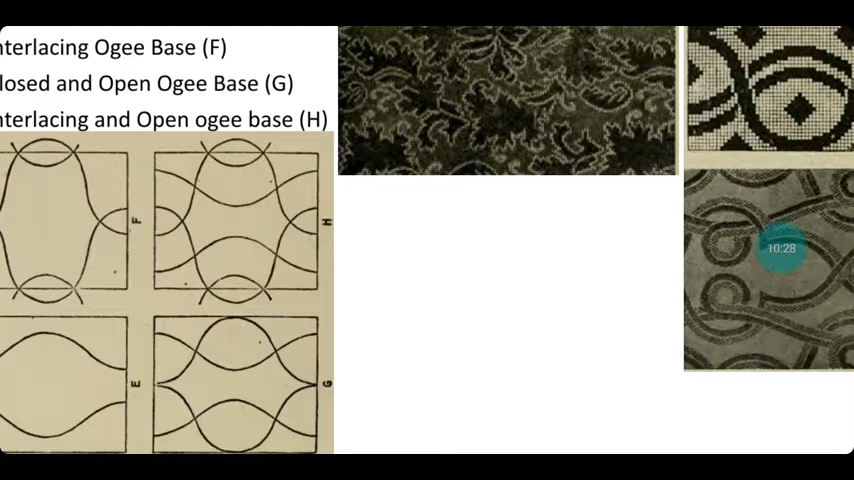 nterlacing Ogee Base (F)
losed and Open Ogee Base (G)
nterlacing and Open ogee base (H)
F
H
10:28
E
G